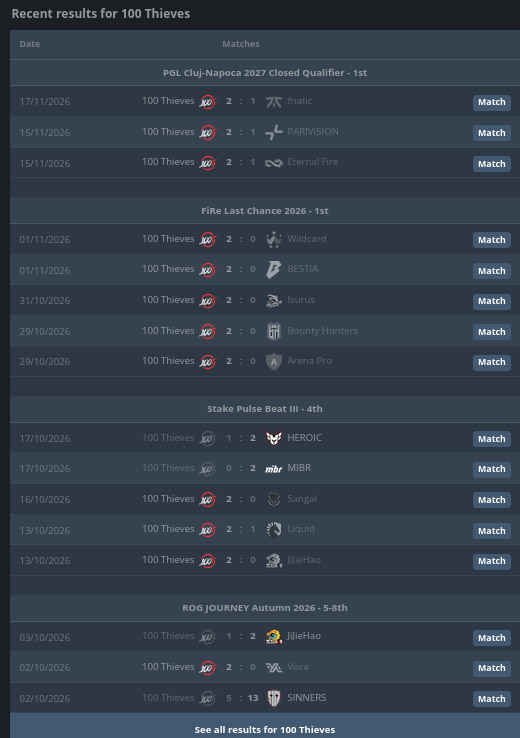 Recent results for 100 Thieves
Date Matches
PGL Cluj-Napoca 2027 Closed Qualifier - 1st
17/11/2026 100 Thieves 2 : 1 fnatic Match
15/11/2026 100 Thieves 2 : 1 PARIVISION Match
15/11/2026 100 Thieves 2 : 1 Eternal Fire Match
FiRe Last Chance 2026 - 1st
01/11/2026 100 Thieves 2 : 0 Wildcard Match
01/11/2026 100 Thieves 2 : 0 BESTIA Match
31/10/2026 100 Thieves 2 : 0 Isurus Match
29/10/2026 100 Thieves 2 : 0 Bounty Hunters Match
29/10/2026 100 Thieves 2 : 0 Arena Pro Match
Stake Pulse Beat III - 4th
17/10/2026 100 Thieves 1 : 2 HEROIC Match
17/10/2026 100 Thieves 0 : 2 MIBR Match
16/10/2026 100 Thieves 2 : 0 Sangal Match
13/10/2026 100 Thieves 2 : 1 Liquid Match
13/10/2026 100 Thieves 2 : 0 JiJieHao Match
ROG JOURNEY Autumn 2026 - 5-8th
03/10/2026 100 Thieves 1 : 2 JiJieHao Match
02/10/2026 100 Thieves 2 : 0 Voca Match
02/10/2026 100 Thieves 5 : 13 SINNERS Match
See all results for 100 Thieves